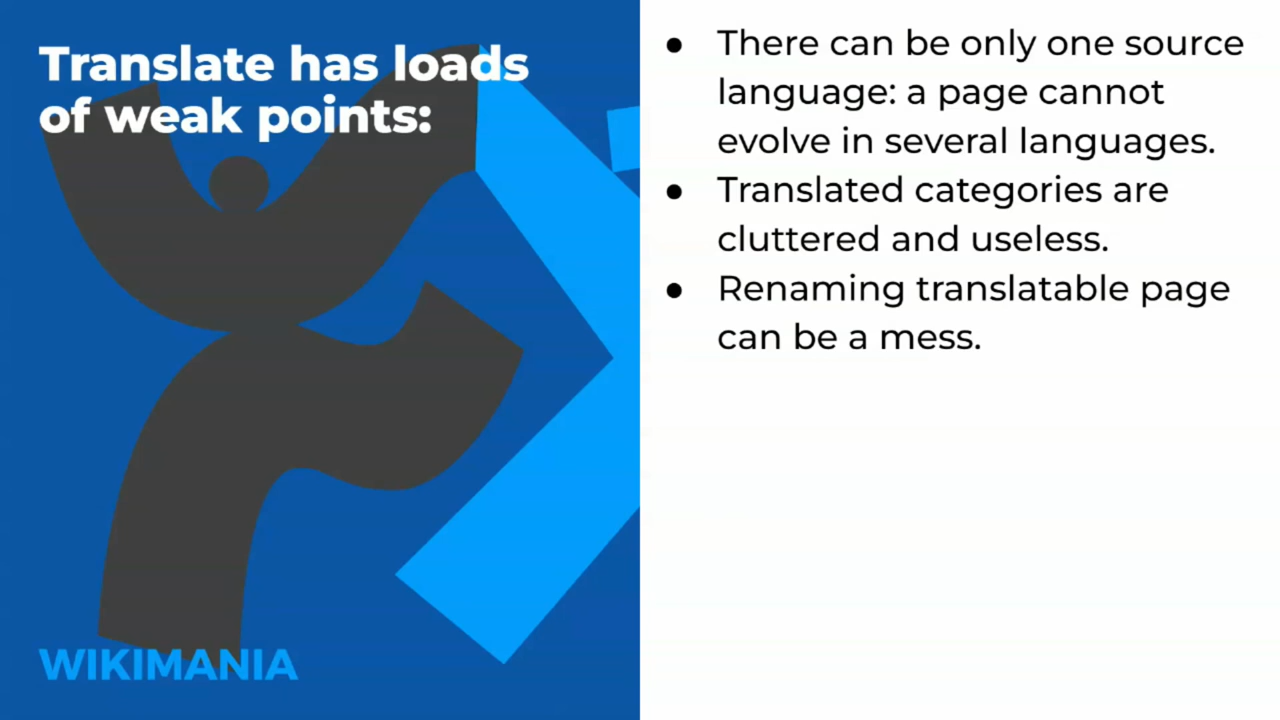 Translate has loads
of weak points:
WIKIMANIA
● There can be only one source
language: a page cannot
evolve in several languages.
● Translated categories are
cluttered and useless.
● Renaming translatable page
can be a mess.